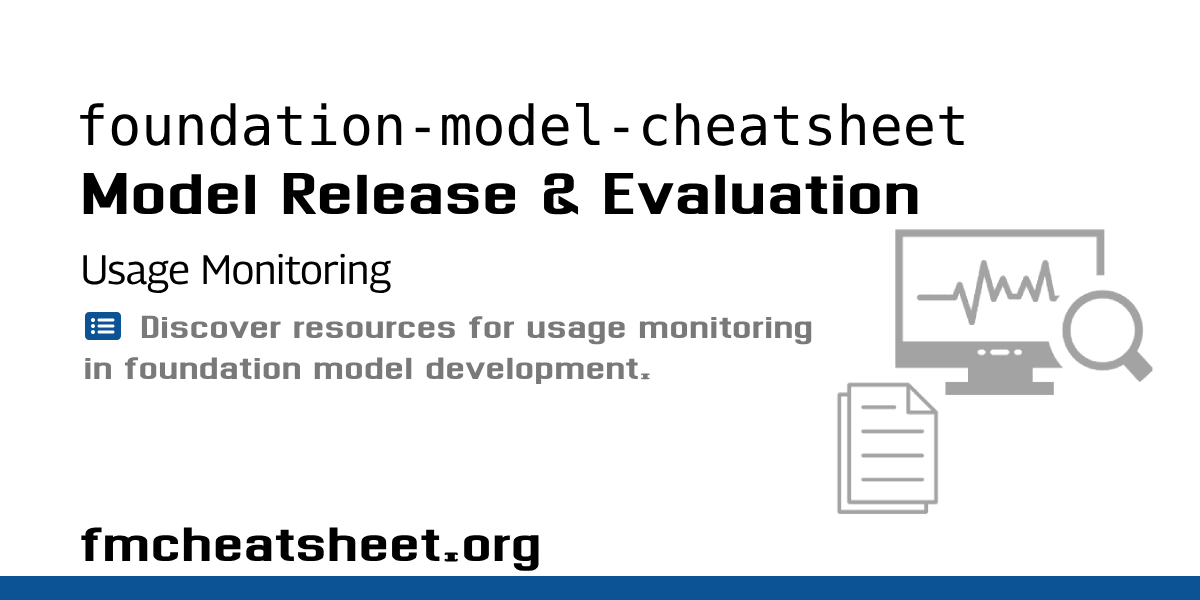 foundation-model-cheatsheet
Model Release & Evaluation
Usage Monitoring
Discover resources for usage monitoring
in foundation model development.
fmcheatsheet.org